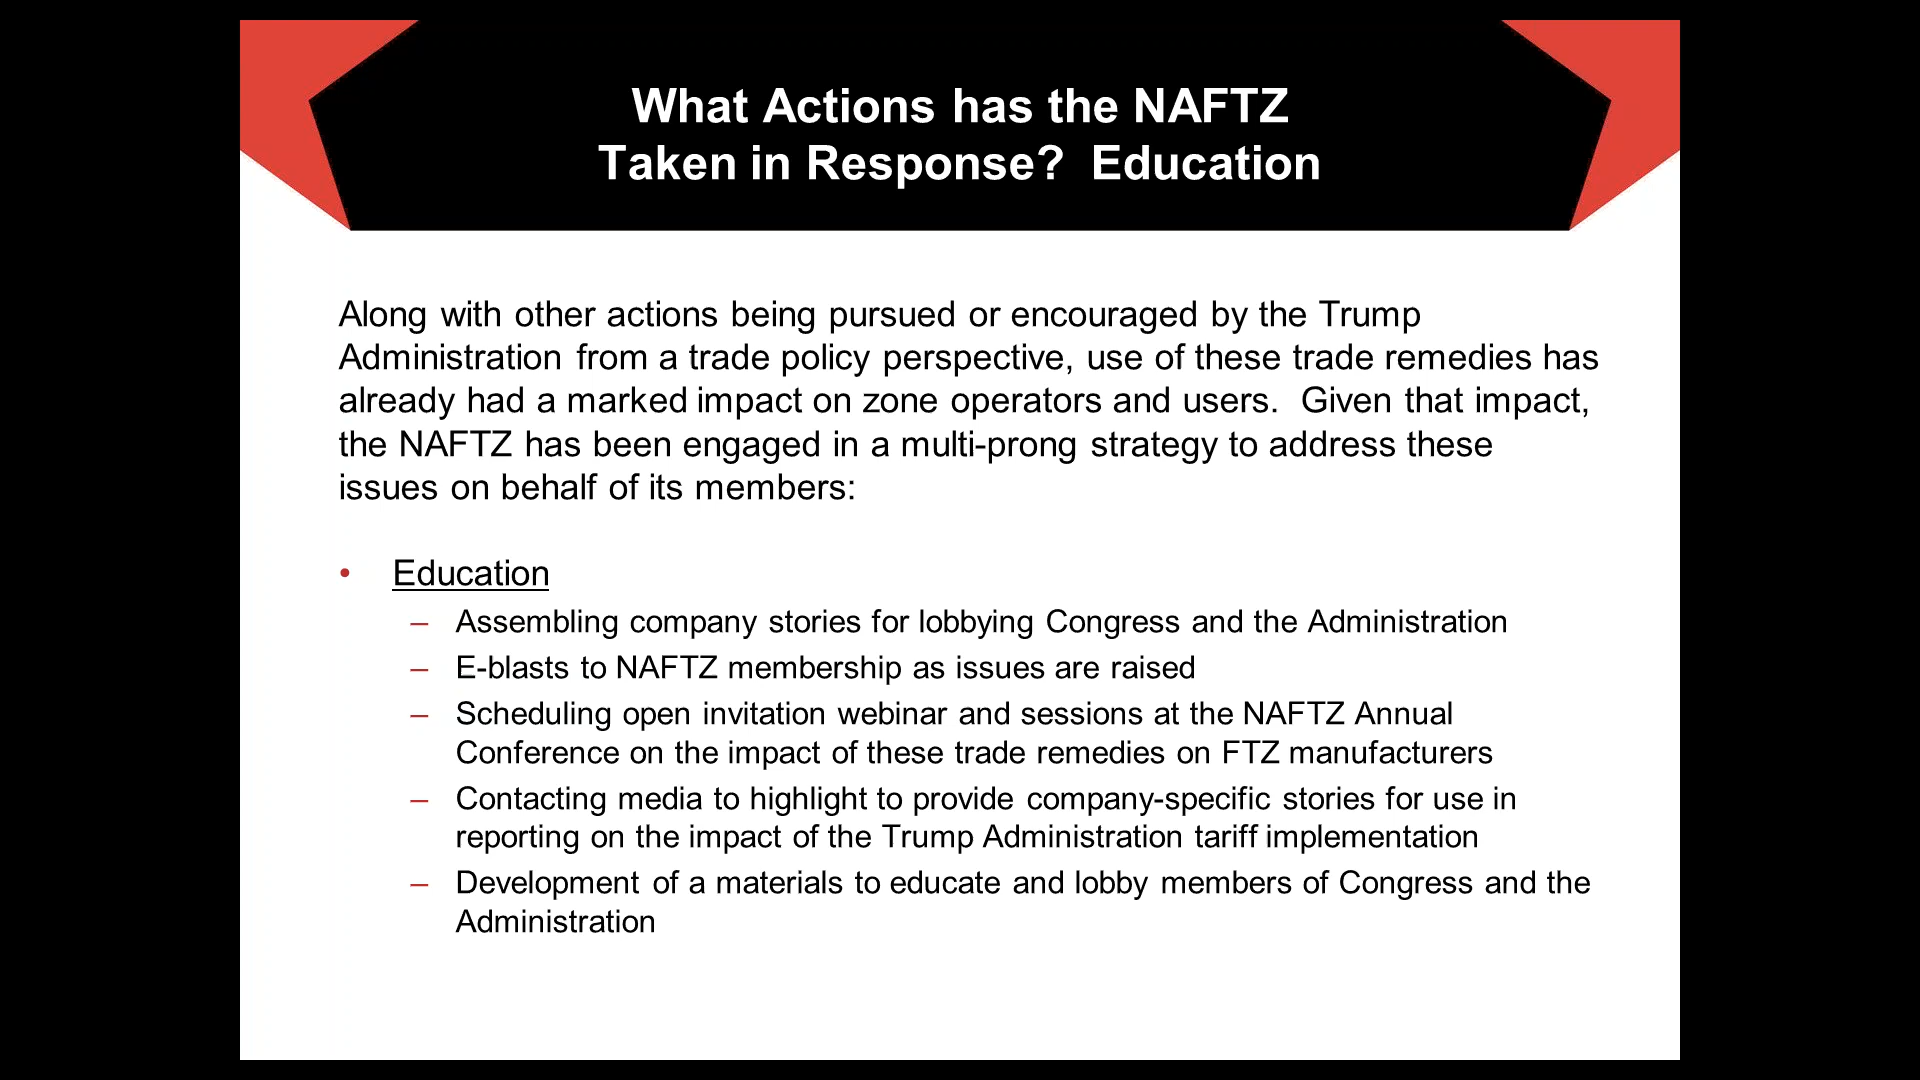 What Actions has the NAFTZ
Taken in Response?  Education
Along with other actions being pursued or encouraged by the Trump
Administration from a trade policy perspective, use of these trade remedies has
already had a marked impact on zone operators and users.  Given that impact,
the NAFTZ has been engaged in a multi-prong strategy to address these
issues on behalf of its members:
• Education
– Assembling company stories for lobbying Congress and the Administration
– E-blasts to NAFTZ membership as issues are raised
– Scheduling open invitation webinar and sessions at the NAFTZ Annual
Conference on the impact of these trade remedies on FTZ manufacturers
– Contacting media to highlight to provide company-specific stories for use in
reporting on the impact of the Trump Administration tariff implementation
– Development of a materials to educate and lobby members of Congress and the
Administration